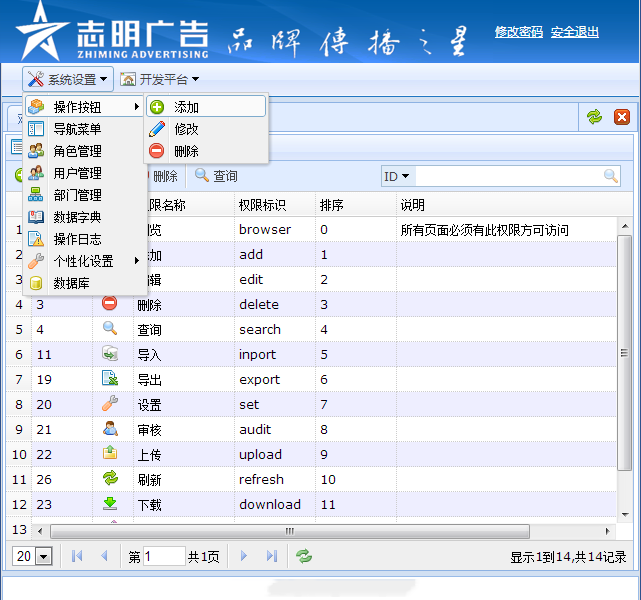 志明广告
ZHIMING ADVERTISING
品牌傳播之星
修改密码 安全退出
系统设置 开发平台
操作按钮
导航菜单
角色管理
用户管理
部门管理
数据字典
操作日志
个性化设置
数据库
添加
修改
删除
删除 查询 ID
限名称 权限标识 排序 说明
1 览 browser 0 所有页面必须有此权限方可访问
2 加 add 1
3 辑 edit 2
4 3 删除 delete 3
5 4 查询 search 4
6 11 导入 inport 5
7 19 导出 export 6
8 20 设置 set 7
9 21 审核 audit 8
10 22 上传 upload 9
11 26 刷新 refresh 10
12 23 下载 download 11
13
20 第 1 共1页 显示1到14,共14记录